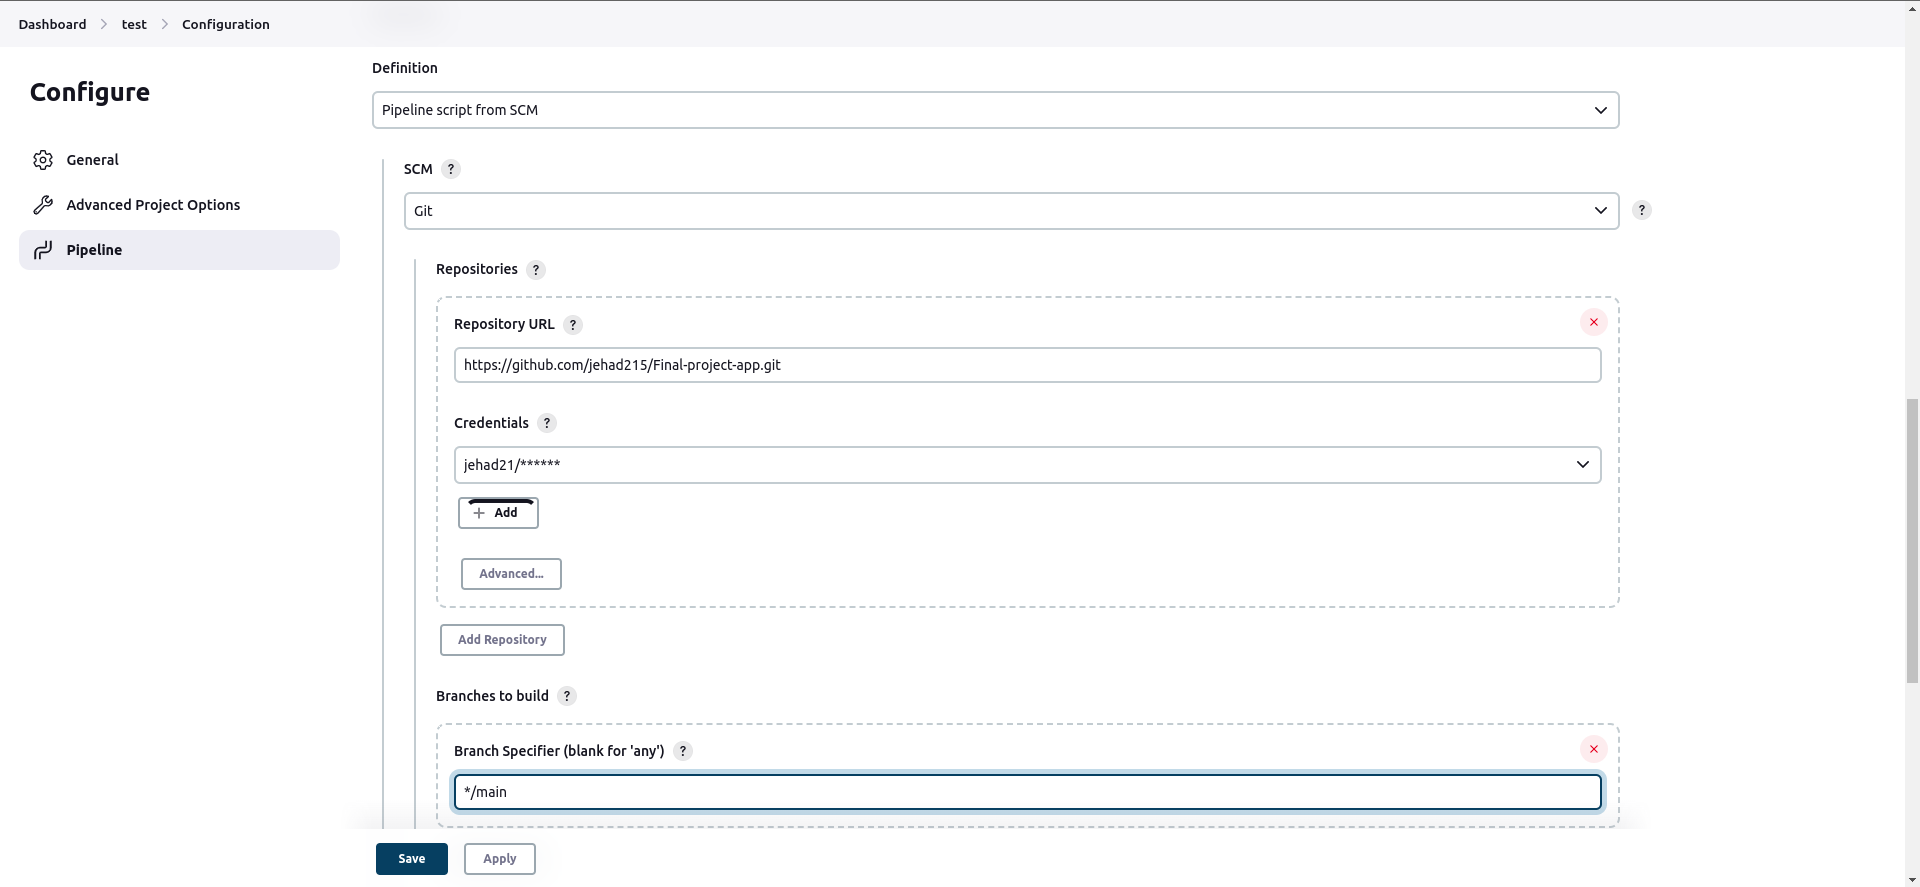 Dashboard > test > Configuration
Configure
General
Advanced Project Options
Pipeline
Definition
Pipeline script from SCM
SCM ?
Git
?
Repositories ?
Repository URL ?
https://github.com/jehad215/Final-project-app.git
Credentials ?
jehad21/******
+ Add
Advanced...
Add Repository
Branches to build ?
Branch Specifier (blank for 'any') ?
*/main
Save Apply